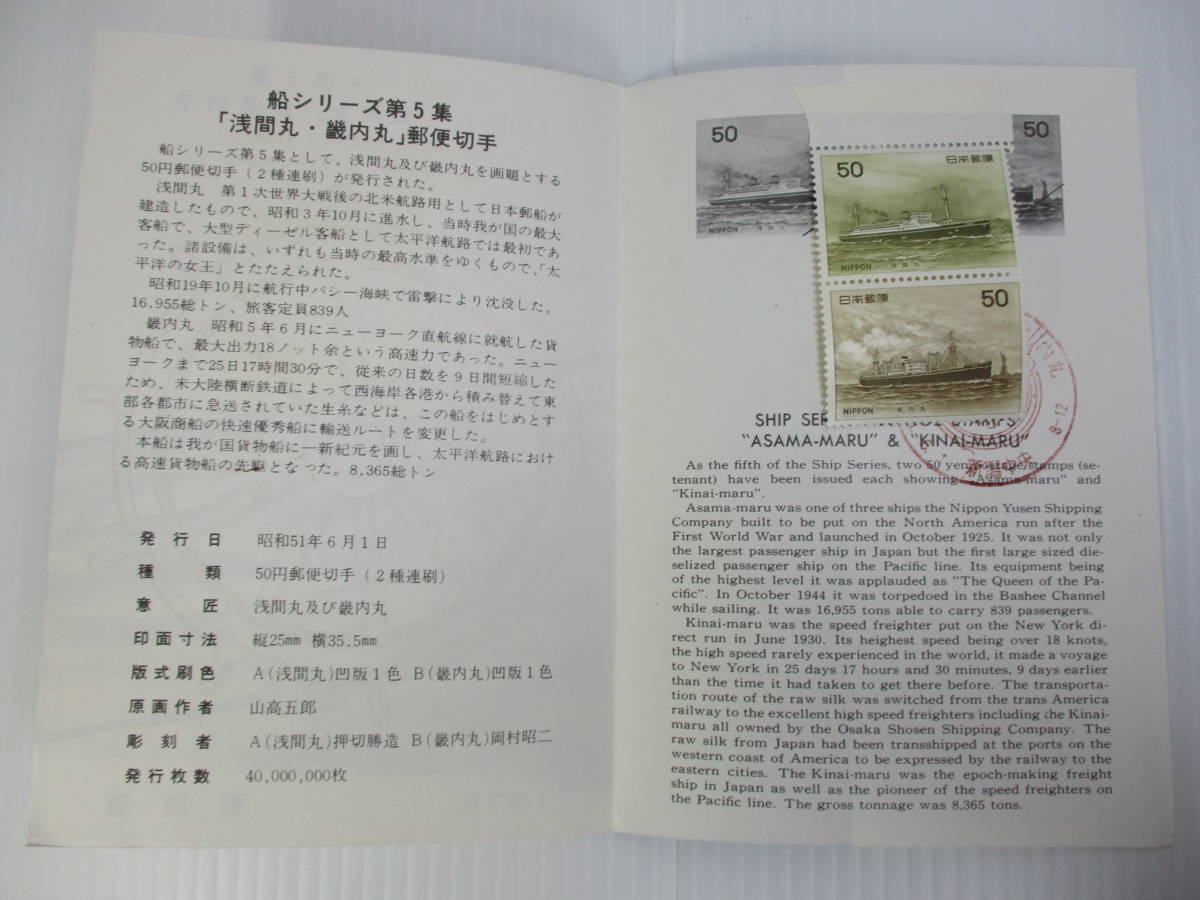 船シリーズ第5集
「浅間丸・畿内丸」郵便切手
船シリーズ第5集として、浅間丸及び畿内丸を画題とする
50円郵便切手(2種連刷)が発行された。
浅間丸 第1次世界大戦後の北米航路用として日本郵船が
建造したもので、昭和3年10月に進水し、当時我が国の最大
客船で、大型ディーゼル客船として太平洋航路では最初であ
った。諸設備は、いずれも当時の最高水準をゆくもので、「太
平洋の女王」とたたえられた。
昭和19年10月に航行中バシー海峡で雷撃により沈没した。
16,955総トン、旅客定員839人
畿内丸 昭和5年6月にニューヨーク直航線に就航した貨
物船で、最大出力18ノット余という高速力であった。ニュー
ヨークまで25日17時間30分で、従来の日数を9日間短縮した
ため、米大陸横断鉄道によって西海岸各港から積み替えて東
部各都市に急送されていた生糸などは、この船をはじめとす
る大阪商船の快速優秀船に輸送ルートを変更した。
本船は我が国貨物船に一新紀元を画し、太平洋航路におけ
る高速貨物船の先駆となった。8,365総トン
発行日 昭和51年6月1日
種類 50円郵便切手(2種連刷)
意匠 浅間丸及び畿内丸
印面寸法 縦25mm 横35.5mm
版式刷色 A(浅間丸)凹版1色 B(畿内丸)凹版1色
原画作者 山高五郎
彫刻者 A(浅間丸)押切勝造 B(畿内丸)岡村昭二
発行枚数 40,000,000枚
50
NIPPON
50
50 日本郵便
NIPPON 浅間丸
日本郵便 50
NIPPON 畿内丸
内丸
8-12
新潟中央
SHIP SER
"ASAMA-MARU" & "KINAI-MARU"
As the fifth of the Ship Series, two 50 yen postage stamps (se-
tenant) have been issued each showing "Asama-maru" and
"Kinai-maru".
Asama-maru was one of three ships the Nippon Yusen Shipping
Company built to be put on the North America run after the
First World War and launched in October 1925. It was not only
the largest passenger ship in Japan but the first large sized die-
selized passenger ship on the Pacific line. Its equipment being
of the highest level it was applauded as "The Queen of the Pa-
cific". In October 1944 it was torpedoed in the Bashee Channel
while sailing. It was 16,955 tons able to carry 839 passengers.
Kinai-maru was the speed freighter put on the New York di-
rect run in June 1930. Its heighest speed being over 18 knots,
the high speed rarely experienced in the world, it made a voyage
to New York in 25 days 17 hours and 30 minutes, 9 days earlier
than the time it had taken to get there before. The transporta-
tion route of the raw silk was switched from the trans America
railway to the excellent high speed freighters including the Kinai-
maru all owned by the Osaka Shosen Shipping Company. The
raw silk from Japan had been transshipped at the ports on the
western coast of America to be expressed by the railway to the
eastern cities. The Kinai-maru was the epoch-making freight
ship in Japan as well as the pioneer of the speed freighters on
the Pacific line. The gross tonnage was 8,365 tons.